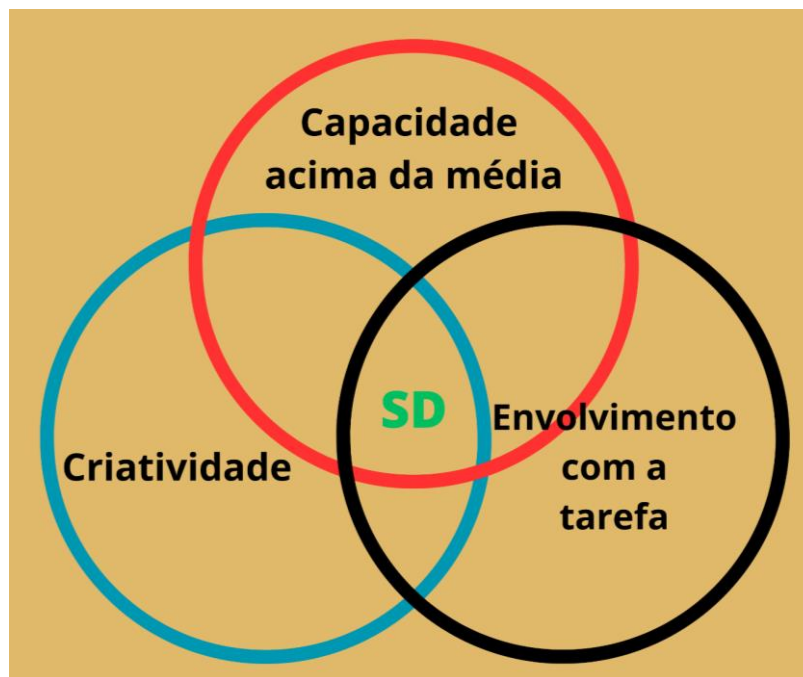 Capacidade
acima da média
SD
Criatividade
Envolvimento
com a
tarefa